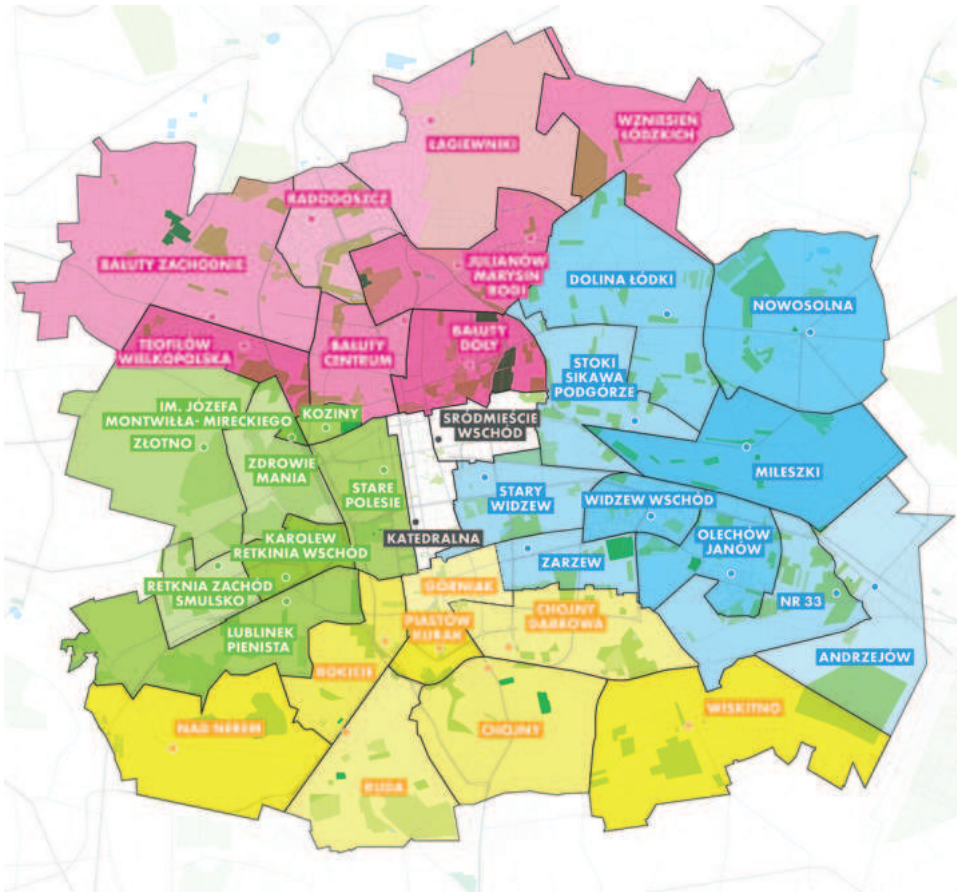 WZNIESIEŃ
ŁÓDZKICH
ŁAGIEWNIKI
RADOGOSZCZ
BAŁUTY ZACHODNIE
JULIANÓW
MARYSIN
ROGI
DOLINA ŁÓDKI
NOWOSOLNA
TEOFILÓW
WIELKOPOLSKA
BAŁUTY
CENTRUM
BAŁUTY
DOŁY
STOKI
SIKAWA
PODGÓRZE
IM. JÓZEFA
MONTWIŁŁA- MIRECKIEGO
ZŁOTNO
KOZINY
ŚRÓDMIEŚCIE
WSCHÓD
ZDROWIE
MANIA
STARE
POLESIE
STARY
WIDZEW
WIDZEW WSCHÓD
MILESZKI
KAROLEW
RETKINIA WSCHÓD
KATEDRALNA
OLECHÓW
JANÓW
ZARZEW
RETKNIA ZACHÓD
SMULSKO
GÓRNIAK
NR 33
LUBLINEK
PIENISTA
PIASTÓW
KURAK
CHOJNY
DĄBROWA
ANDRZEJÓW
ROKICIE
NAD NEREM
CHOJNY
WISKITNO
RUDA